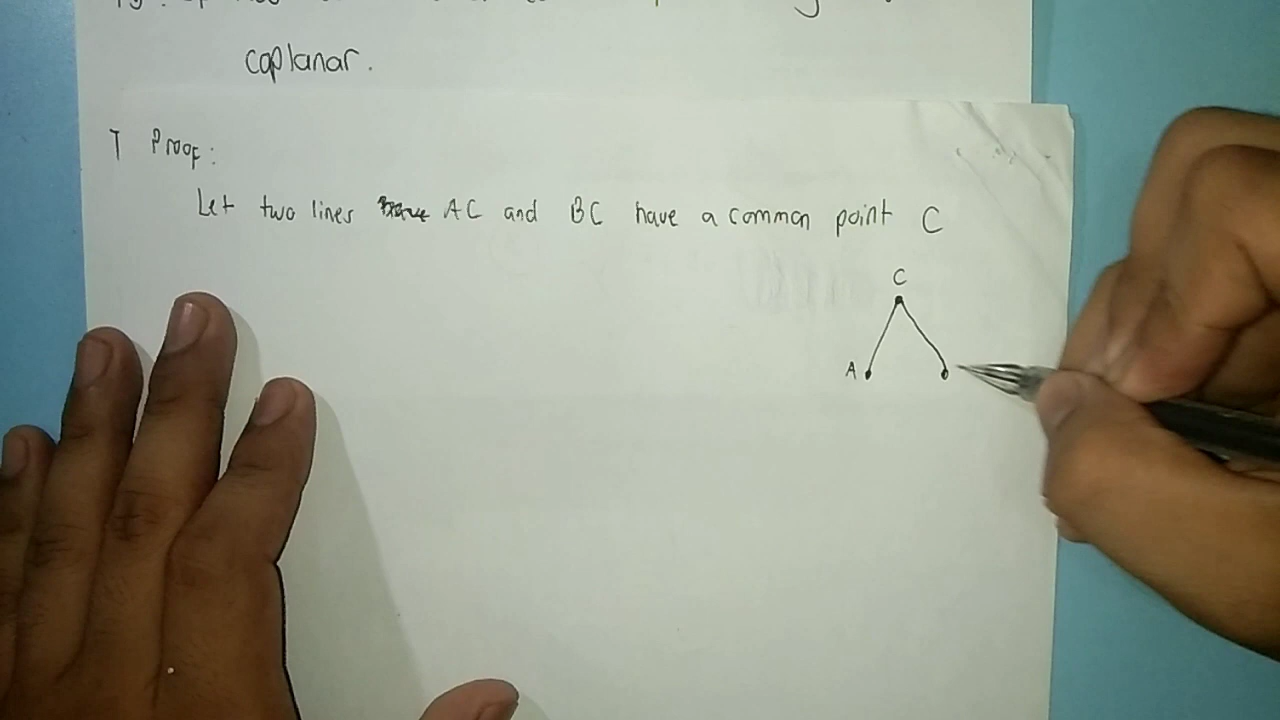 coplanar.
Proof:
Let two lines AC and BC have a common point C
C
A